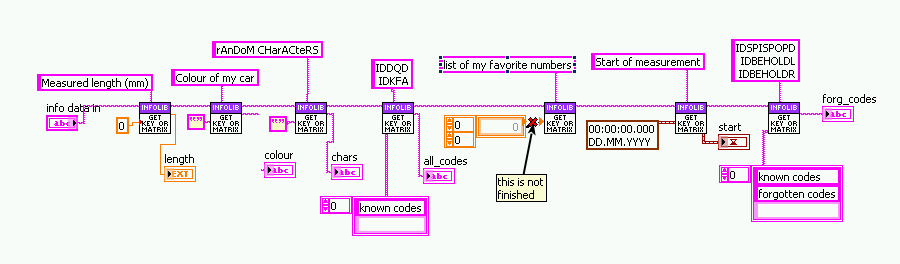 rAnDoM CHarACteRS
IDSPISPOPD
IDBEHOLDL
IDBEHOLDR
IDDQD
IDKFA
list of my favorite numbers
Start of measurement
Measured length (mm)
Colour of my car
info data in
abc
0
INFOLIB
GET
KEY OR
MATRIX
INFOLIB
GET
KEY OR
MATRIX
INFOLIB
GET
KEY OR
MATRIX
INFOLIB
GET
KEY OR
MATRIX
0
0
0
INFOLIB
GET
KEY OR
MATRIX
00:00:00.000
DD.MM.YYYY
INFOLIB
GET
KEY OR
MATRIX
INFOLIB
GET
KEY OR
MATRIX
forg_codes
abc
start
length
EXT
colour
abc
chars
abc
all_codes
abc
this is not
finished
0
known codes
0
known codes
forgotten codes